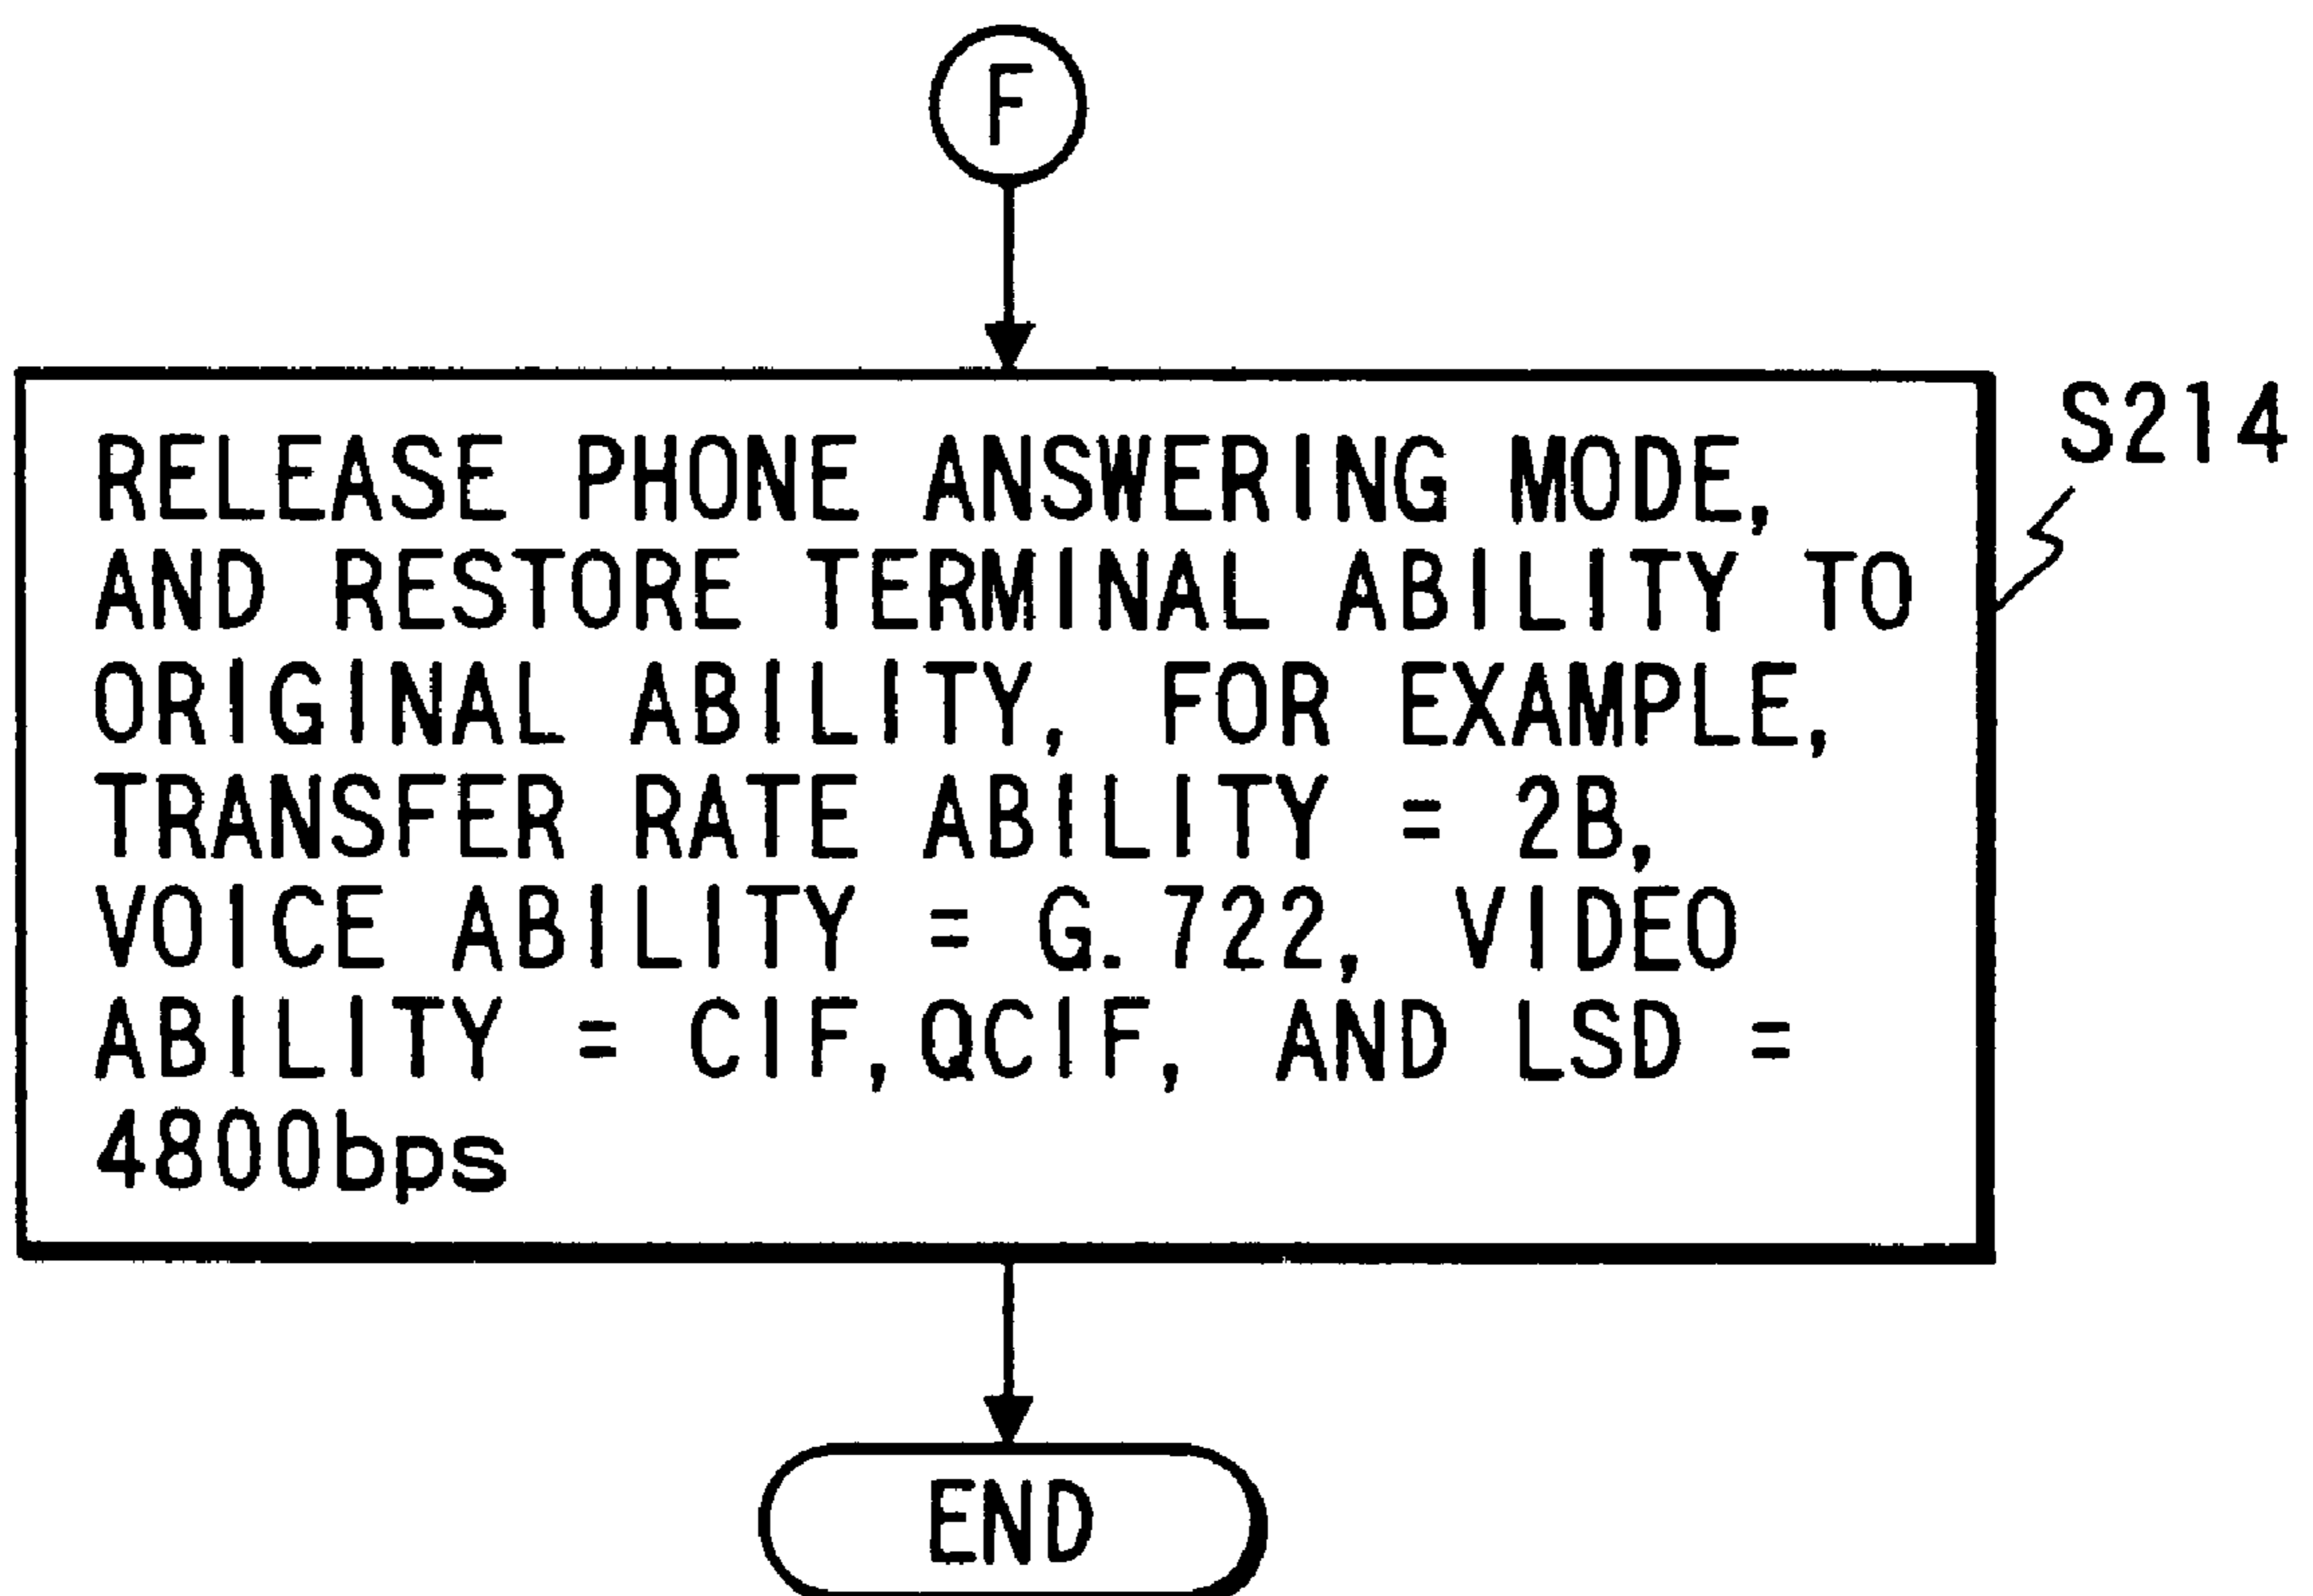 F
S214
RELEASE PHONE ANSWERING MODE,
AND RESTORE TERMINAL ABILITY TO
ORIGINAL ABILITY, FOR EXAMPLE,
TRANSFER RATE ABILITY = 2B,
VOICE ABILITY = G.722, VIDEO
ABILITY = CIF,QCIF, AND LSD =
4800bps
END